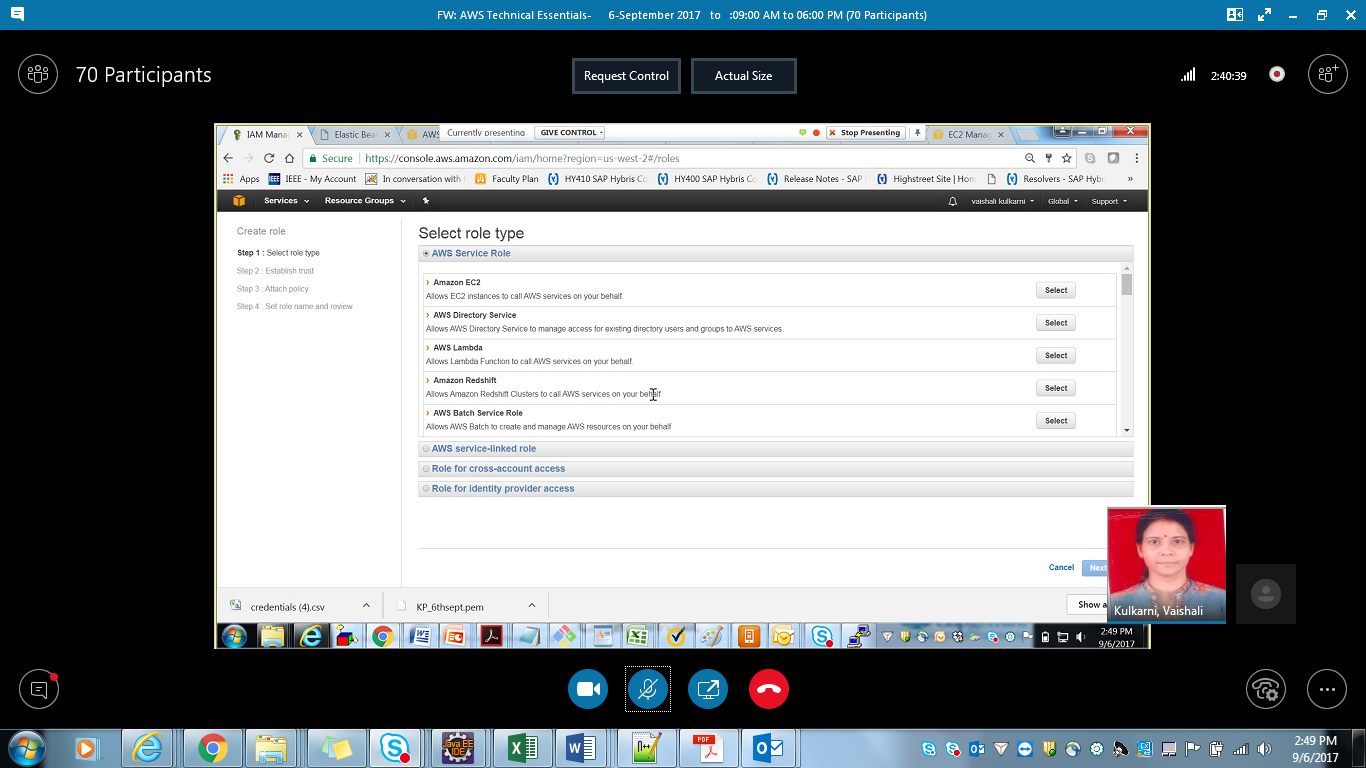 FW: AWS Technical Essentials- 6-September 2017 to :09:00 AM to 06:00 PM (70 Participants)
70 Participants
Request Control
Actual Size
2:40:39
IAM Mana
Elastic Bea
AWS
Currently presenting
GIVE CONTROL
Stop Presenting
EC2 Manag
Secure
https://console.aws.amazon.com/iam/home?region=us-west-2#/roles
Apps
IEEE - My Account
In conversation with
Faculty Plan
HY410 SAP Hybris Co
HY400 SAP Hybris Co
Release Notes - SAP
Highstreet Site | Hom
Resolvers - SAP Hybr
»
Services
Resource Groups
vaishali kulkarni
Global
Support
Create role
Step 1 : Select role type
Step 2 : Establish trust
Step 3 : Attach policy
Step 4 : Set role name and review
Select role type
AWS Service Role
Amazon EC2
Allows EC2 instances to call AWS services on your behalf.
Select
AWS Directory Service
Allows AWS Directory Service to manage access for existing directory users and groups to AWS services.
Select
AWS Lambda
Allows Lambda Function to call AWS services on your behalf.
Select
Amazon Redshift
Allows Amazon Redshift Clusters to call AWS services on your behalf
Select
AWS Batch Service Role
Allows AWS Batch to create and manage AWS resources on your behalf
Select
AWS service-linked role
Role for cross-account access
Role for identity provider access
Cancel
Next
credentials (4).csv
KP_6thsept.pem
Show a
Kulkarni, Vaishali
2:49 PM
9/6/2017
Java EE
IDE
PDF
2:49 PM
9/6/2017